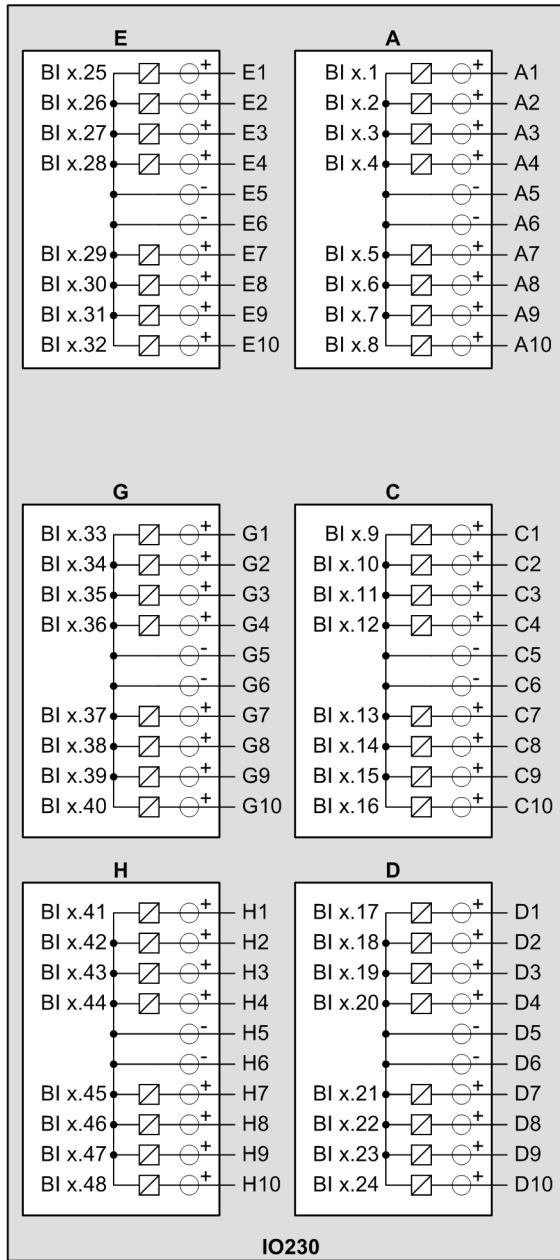 E
BI x.25 + E1
BI x.26 + E2
BI x.27 + E3
BI x.28 + E4
- E5
- E6
BI x.29 + E7
BI x.30 + E8
BI x.31 + E9
BI x.32 + E10
A
BI x.1 + A1
BI x.2 + A2
BI x.3 + A3
BI x.4 + A4
- A5
- A6
BI x.5 + A7
BI x.6 + A8
BI x.7 + A9
BI x.8 + A10
G
BI x.33 + G1
BI x.34 + G2
BI x.35 + G3
BI x.36 + G4
- G5
- G6
BI x.37 + G7
BI x.38 + G8
BI x.39 + G9
BI x.40 + G10
C
BI x.9 + C1
BI x.10 + C2
BI x.11 + C3
BI x.12 + C4
- C5
- C6
BI x.13 + C7
BI x.14 + C8
BI x.15 + C9
BI x.16 + C10
H
BI x.41 + H1
BI x.42 + H2
BI x.43 + H3
BI x.44 + H4
- H5
- H6
BI x.45 + H7
BI x.46 + H8
BI x.47 + H9
BI x.48 + H10
D
BI x.17 + D1
BI x.18 + D2
BI x.19 + D3
BI x.20 + D4
- D5
- D6
BI x.21 + D7
BI x.22 + D8
BI x.23 + D9
BI x.24 + D10
IO230